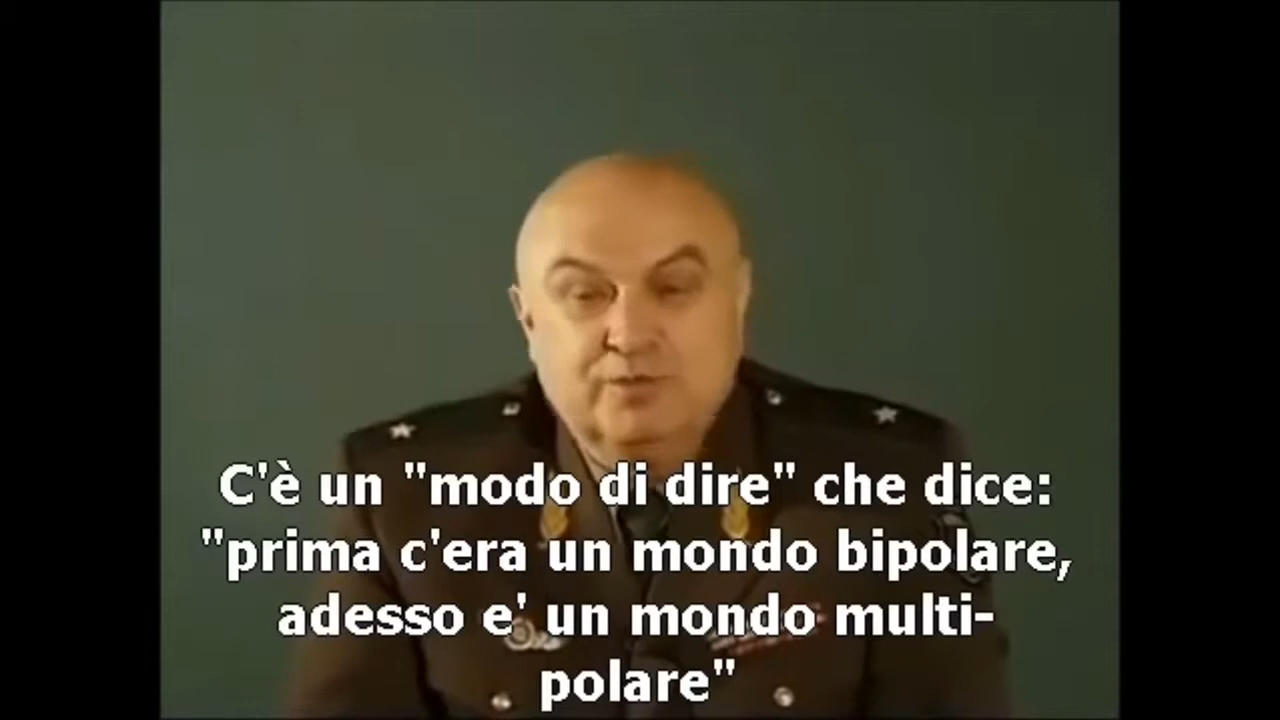 C'è un "modo di dire" che dice:
"prima c'era un mondo bipolare,
adesso e' un mondo multi-
polare"